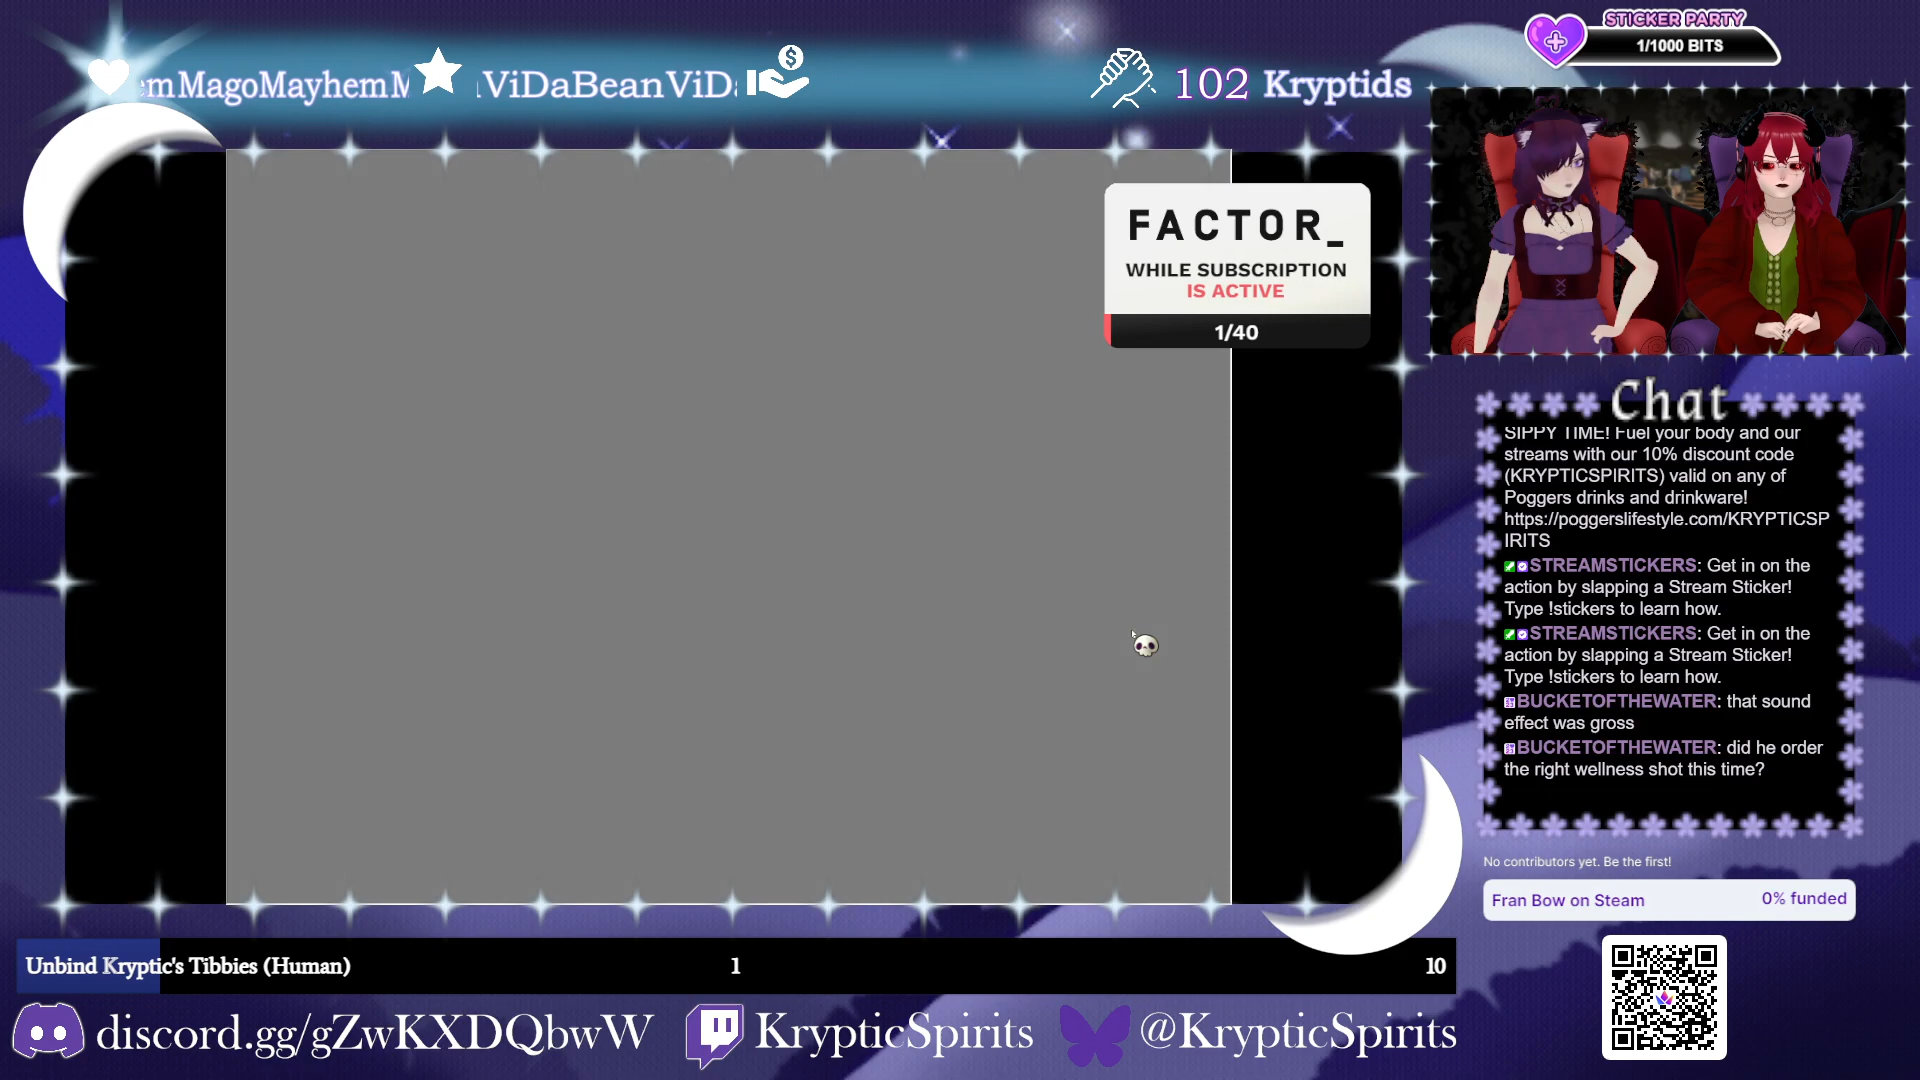 STICKER PARTY
1/1000 BITS
mMagoMayhemM
ViDaBeanViDa
102 Kryptids
FACTOR_
WHILE SUBSCRIPTION
IS ACTIVE
1/40
Chat
SIPPY TIME! Fuel your body and our
streams with our 10% discount code
(KRYPTICSPIRITS) valid on any of
Poggers drinks and drinkware!
https://poggerslifestyle.com/KRYPTICSP
IRITS
STREAMSTICKERS: Get in on the
action by slapping a Stream Sticker!
Type !stickers to learn how.
STREAMSTICKERS: Get in on the
action by slapping a Stream Sticker!
Type !stickers to learn how.
BUCKETOFTHEWATER: that sound
effect was gross
BUCKETOFTHEWATER: did he order
the right wellness shot this time?
No contributors yet. Be the first!
Fran Bow on Steam 0% funded
Unbind Kryptic's Tibbies (Human) 1 10
discord.gg/gZwKXDQbwW KrypticSpirits @KrypticSpirits